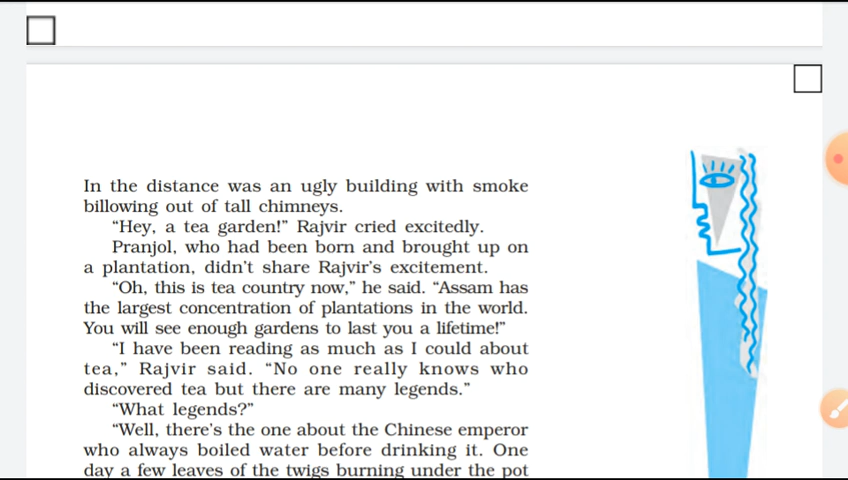 In the distance was an ugly building with smoke
billowing out of tall chimneys.
“Hey, a tea garden!” Rajvir cried excitedly.
Pranjol, who had been born and brought up on
a plantation, didn’t share Rajvir’s excitement.
“Oh, this is tea country now,” he said. “Assam has
the largest concentration of plantations in the world.
You will see enough gardens to last you a lifetime!”
“I have been reading as much as I could about
tea,” Rajvir said. “No one really knows who
discovered tea but there are many legends.”
“What legends?”
“Well, there’s the one about the Chinese emperor
who always boiled water before drinking it. One
day a few leaves of the twigs burning under the pot